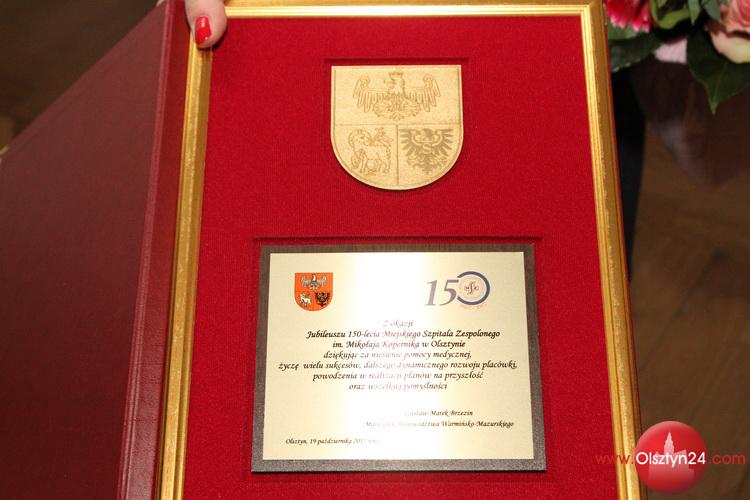 150
Z okazji
Jubileuszu 150-lecia Miejskiego Szpitala Zespolonego
im. Mikołaja Kopernika w Olsztynie
dziękując za niesienie pomocy medycznej,
życzę wielu sukcesów, dalszego dynamicznego rozwoju placówki,
powodzenia w realizacji planów na przyszłość
oraz wszelkiej pomyślności
Gustaw Marek Brzezin
Marszałek Województwa Warmińsko-Mazurskiego
Olsztyn, 19 października 2017 roku
www.Olsztyn24.com